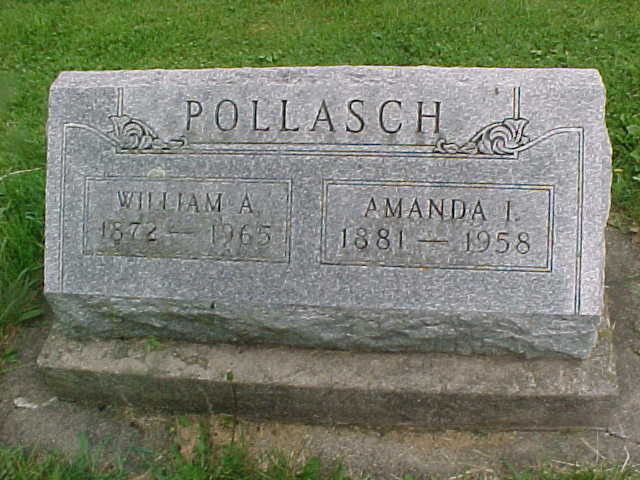 POLLASCH
WILLIAM A.
1872 — 1965
AMANDA I.
1881 — 1958